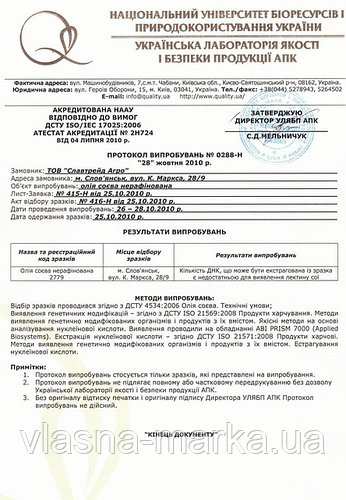 НАЦІОНАЛЬНИЙ УНІВЕРСИТЕТ БІОРЕСУРСІВ І
ПРИРОДОКОРИСТУВАННЯ УКРАЇНИ
УКРАЇНСЬКА ЛАБОРАТОРІЯ ЯКОСТІ
І БЕЗПЕКИ ПРОДУКЦІЇ АПК
Фактична адреса: вул. Машинобудівників, 7,с.м.т. Чабани, Київська обл., Києво-Святошинський р-н, 08162, Україна.
Юридична адреса: вул. Героїв Оборони, 15, м. Київ, 03041, Україна. Тел./факс: +38(044) 5278943, 5264502
E-mail: info@quality.ua, http://www.quality.ua/
АКРЕДИТОВАНА НААУ
ВІДПОВІДНО ДО ВИМОГ
ДСТУ ISO/IEC 17025:2006
АТЕСТАТ АКРЕДИТАЦІЇ № 2Н724
ВІД 04 ЛИПНЯ 2010 р.
ЗАТВЕРДЖУЮ
ДИРЕКТОР УЛЯБП АПК
С.Д.МЕЛЬНИЧУК
ПРОТОКОЛ ВИПРОБУВАНЬ № 0288-Н
"28" жовтня 2010 р.
Замовник: ТОВ "Славтрейд Агро"
Адреса замовника: м. Слов'янськ, вул. К. Маркса, 28/9
Об'єкт випробувань: олія соєва нерафінована
Лист-Заявка: № 415-Н від 25.10.2010 р.
Акт відбору зразків: № 416-Н від 25.10.2010 р.
Дата проведення випробувань: 26 – 28.10.2010 р.
Дата одержання зразків: 25.10.2010 р.
РЕЗУЛЬТАТИ ВИПРОБУВАНЬ
Назва та реєстраційний код зразків
Місце відбору зразків
Результати випробувань
Олія соєва нерафінована 2779
м. Слов'янськ, вул. К. Маркса, 28/9
Кількість ДНК, що може бути екстрагована із зразка є недостатньою для виявлення лектину сої
МЕТОДИ ВИПРОБУВАНЬ:
Відбір зразків проводився згідно з ДСТУ 4534:2006 Олія соєва. Технічні умови;
Виявлення генетичних модифікацій – згідно з ДСТУ ISO 21569:2008 Продукти харчування. Методи
виявлення генетично модифікованих організмів і продуктів з їх вмістом. Якісні методи на основі
аналізування нуклеїнової кислоти. Виявлення проводили на обладнанні ABI PRISM 7000 (Applied
Biosystems). Екстракція нуклеїнової кислоти – згідно ДСТУ ISO 21571:2008 Продукти харчові.
Методи виявлення генетично модифікованих організмів і продуктів з їх вмістом. Екстрагування
нуклеїнової кислоти.
Примітки:
1. Протокол випробувань стосується тільки зразків, які представлені на випробування.
2. Протокол випробувань не підлягає повному або частковому передрукуванню без дозволу
Української лабораторії якості і безпеки продукції АПК.
3. Без оригіналу відтиску печатки і оригіналу підпису Директора УЛЯБП АПК Протокол
випробувань не дійсний.
"КІНЕЦЬ ДОКУМЕНТУ"
vlasna-marka.com.ua